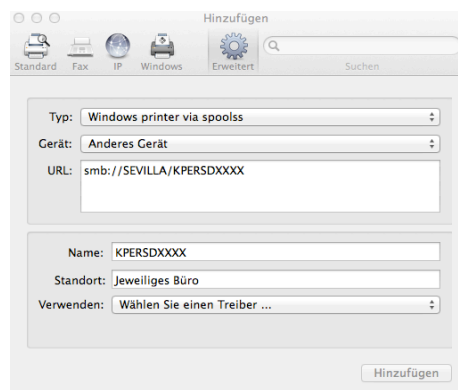 Hinzufügen
Standard Fax IP Windows Erweitert Suchen
Typ: Windows printer via spoolss
Gerät: Anderes Gerät
URL: smb://SEVILLA/KPERSDXXXX
Name: KPERSDXXXX
Standort: Jeweiliges Büro
Verwenden: Wählen Sie einen Treiber ...
Hinzufügen